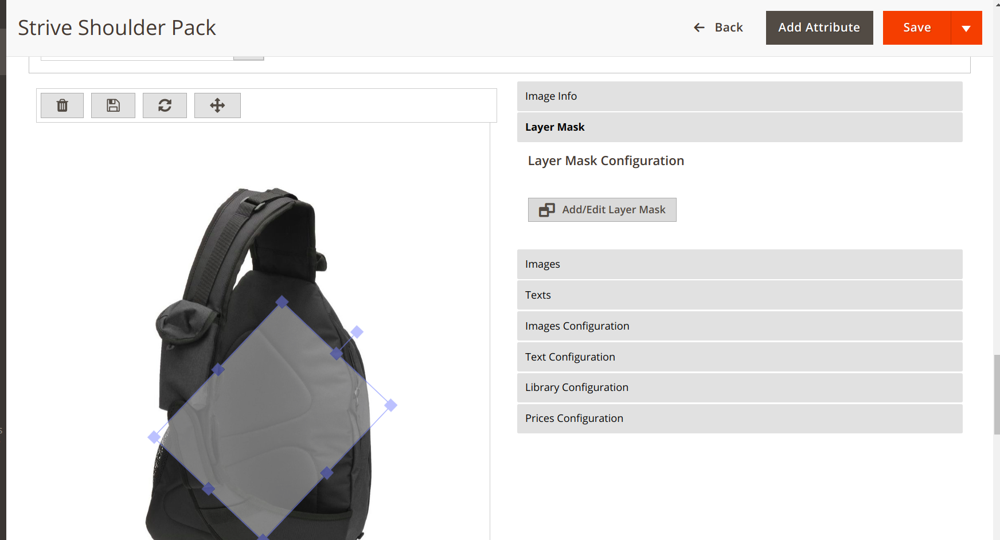 Strive Shoulder Pack
Back
Add Attribute
Save
Image Info
Layer Mask
Layer Mask Configuration
Add/Edit Layer Mask
Images
Texts
Images Configuration
Text Configuration
Library Configuration
Prices Configuration